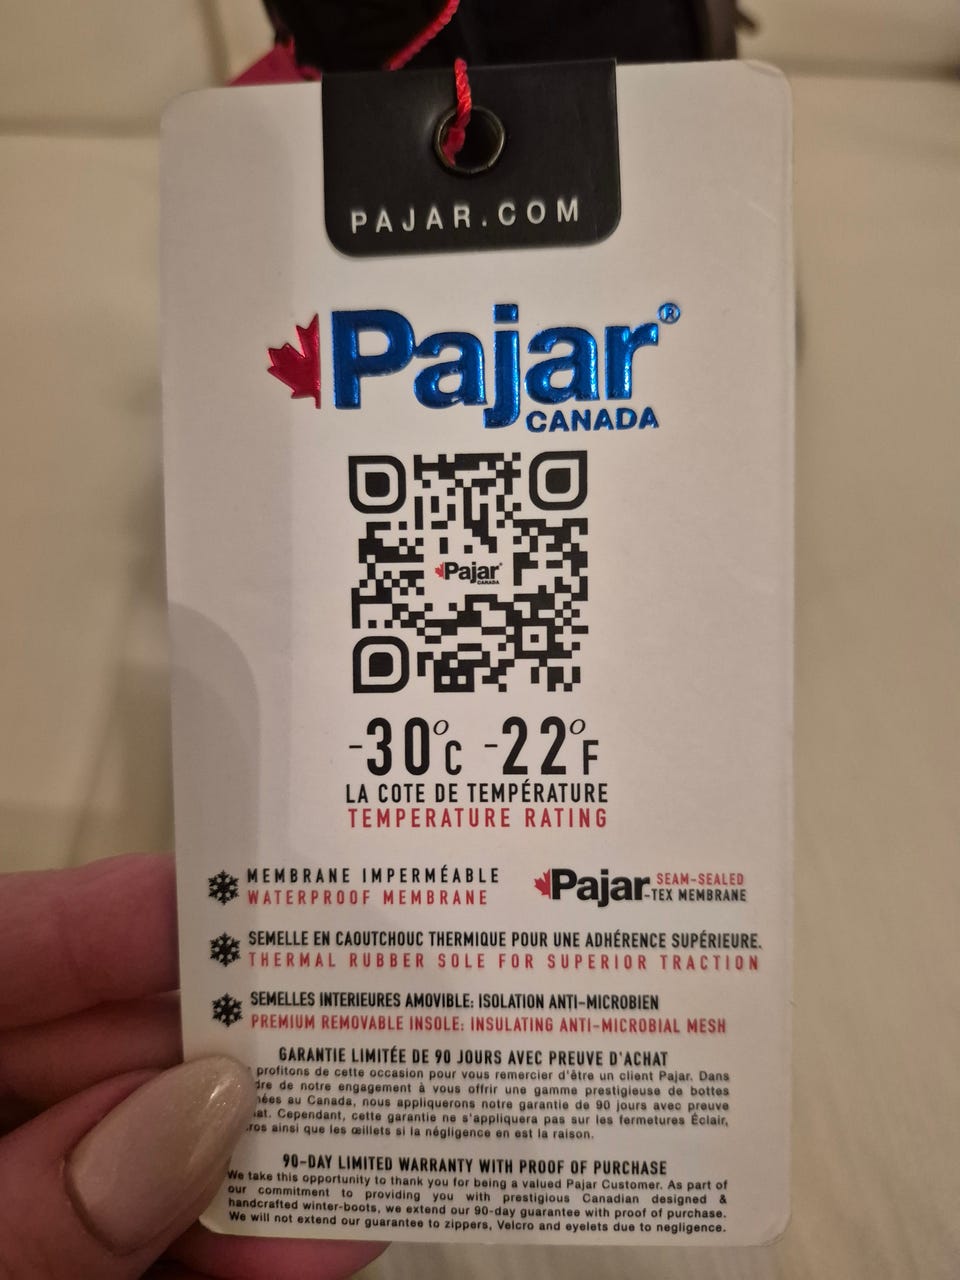 PAJAR.COM
Pajar®
CANADA
Pajar
CANADA
-30°C -22°F
LA COTE DE TEMPÉRATURE
TEMPERATURE RATING
MEMBRANE IMPERMÉABLE
WATERPROOF MEMBRANE
Pajar SEAM-SEALED
-TEX MEMBRANE
SEMELLE EN CAOUTCHOUC THERMIQUE POUR UNE ADHÉRENCE SUPÉRIEURE.
THERMAL RUBBER SOLE FOR SUPERIOR TRACTION
SEMELLES INTERIEURES AMOVIBLE: ISOLATION ANTI-MICROBIEN
PREMIUM REMOVABLE INSOLE: INSULATING ANTI-MICROBIAL MESH
GARANTIE LIMITÉE DE 90 JOURS AVEC PREUVE D'ACHAT
profitons de cette occasion pour vous remercier d'être un client Pajar. Dans
de notre engagement à vous offrir une gamme prestigieuse de bottes
au Canada, nous appliquerons notre garantie de 90 jours avec preuve
Cependant, cette garantie ne s'appliquera pas sur les fermetures Éclair,
ainsi que les œillets si la négligence en est la raison.
90-DAY LIMITED WARRANTY WITH PROOF OF PURCHASE
We take this opportunity to thank you for being a valued Pajar Customer. As part of
our commitment to providing you with prestigious Canadian designed &
handcrafted winter-boots, we extend our 90-day guarantee with proof of purchase.
We will not extend our guarantee to zippers, Velcro and eyelets due to negligence.